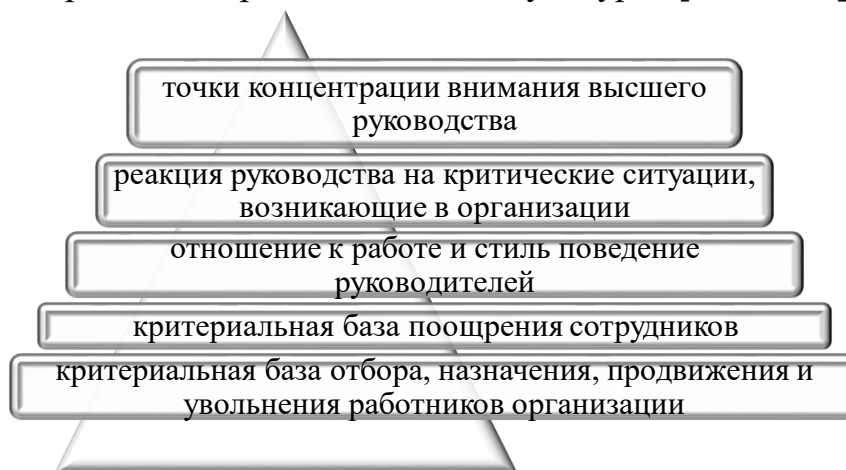 точки концентрации внимания высшего
руководства
реакция руководства на критические ситуации,
возникающие в организации
отношение к работе и стиль поведение
руководителей
критериальная база поощрения сотрудников
критериальная база отбора, назначения, продвижения и
увольнения работников организации